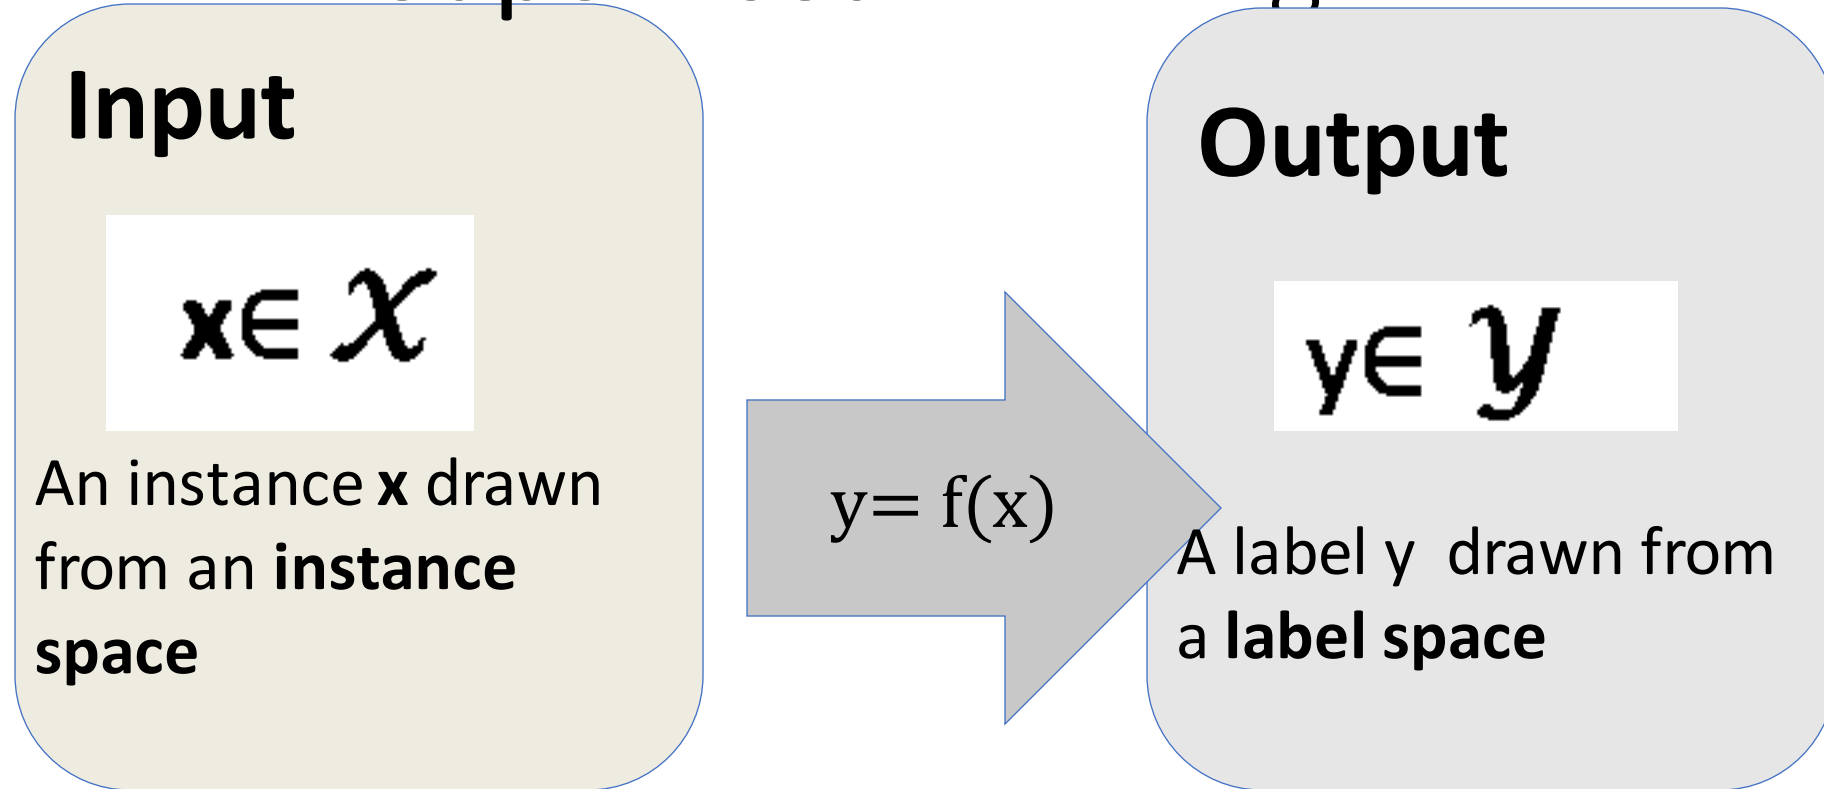 Input
x∈ 𝒳
An instance x drawn
from an instance
space
y= f(x)
Output
y∈ 𝒴
A label y drawn from
a label space